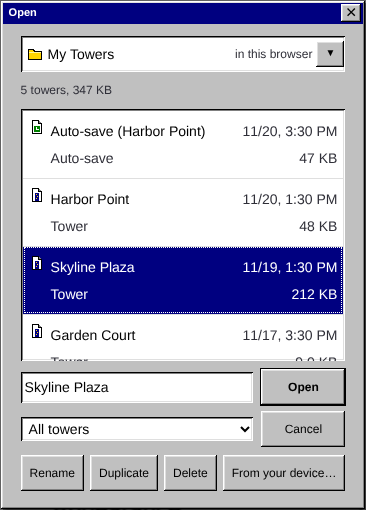 Open
My Towers in this browser
5 towers, 347 KB
Auto-save (Harbor Point) 11/20, 3:30 PM
Auto-save 47 KB
Harbor Point 11/20, 1:30 PM
Tower 48 KB
Skyline Plaza 11/19, 1:30 PM
Tower 212 KB
Garden Court 11/17, 3:30 PM
Tower
Skyline Plaza Open
All towers Cancel
Rename Duplicate Delete From your device…